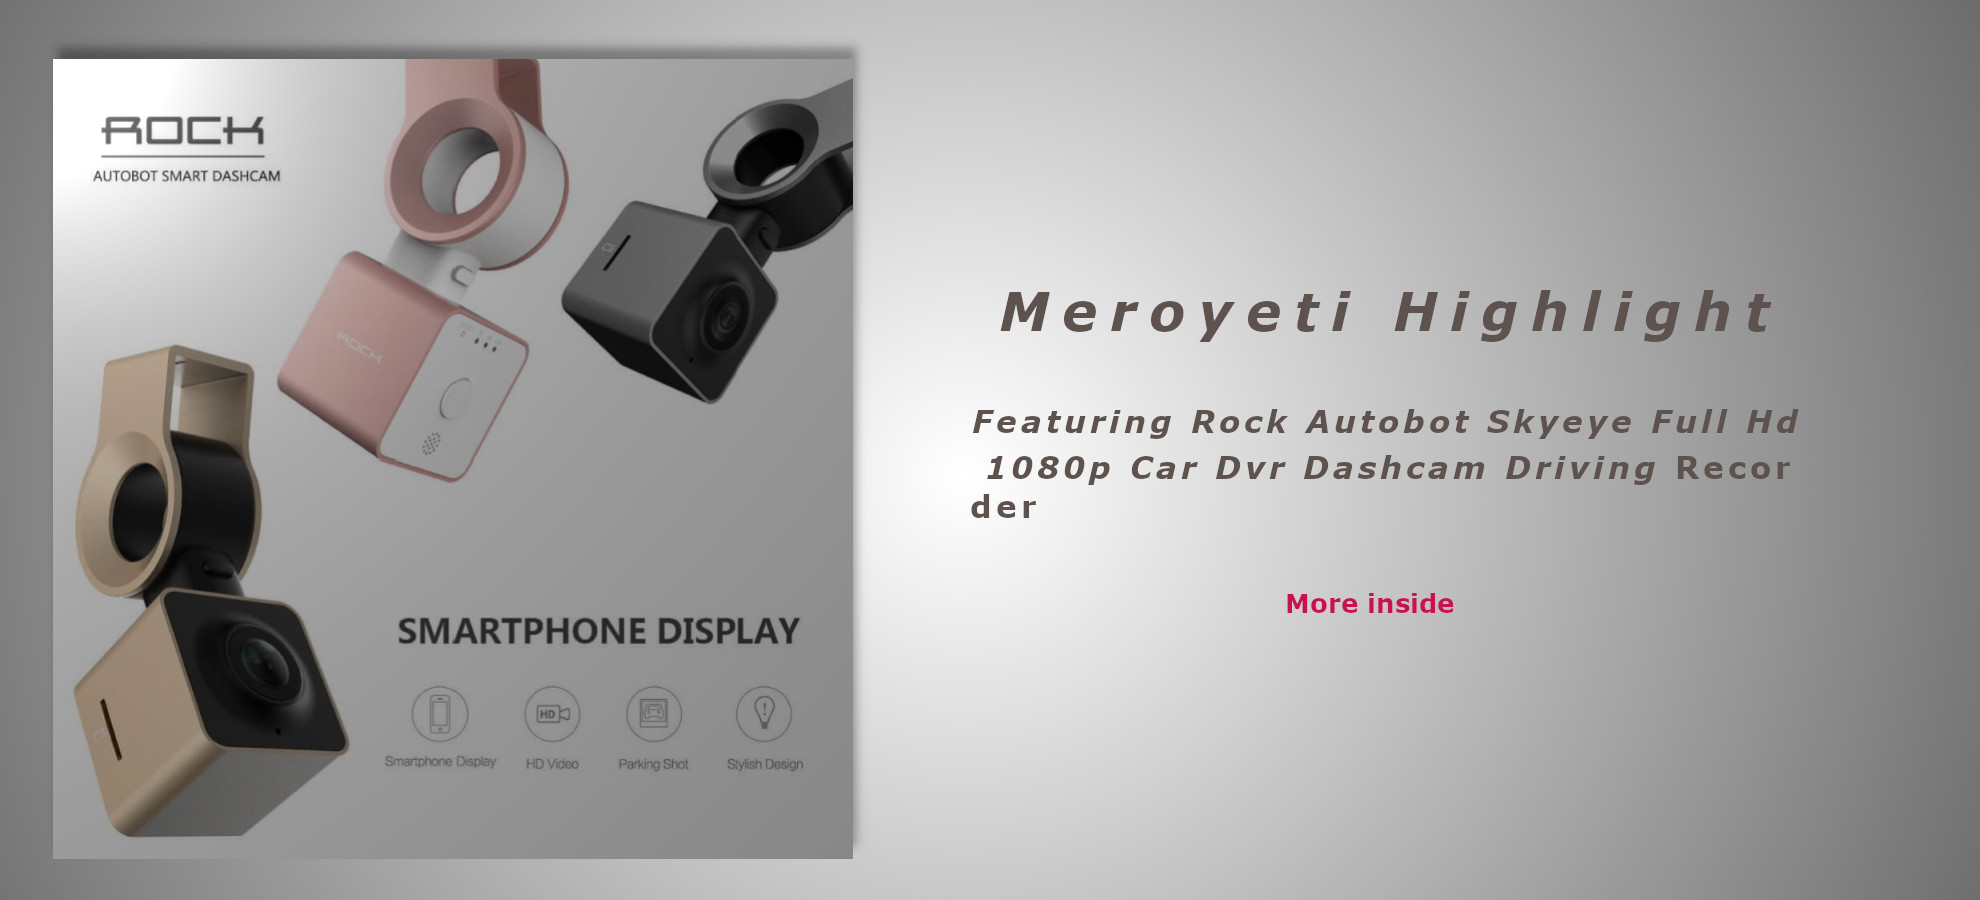 ROCK
AUTOBOT SMART DASHCAM
ROCK
SMARTPHONE DISPLAY
HD
Smartphone Display
HD Video
Parking Shot
Stylish Design
Meroyeti Highlight
Featuring Rock Autobot Skyeye Full Hd
1080p Car Dvr Dashcam Driving Recor
der
More inside